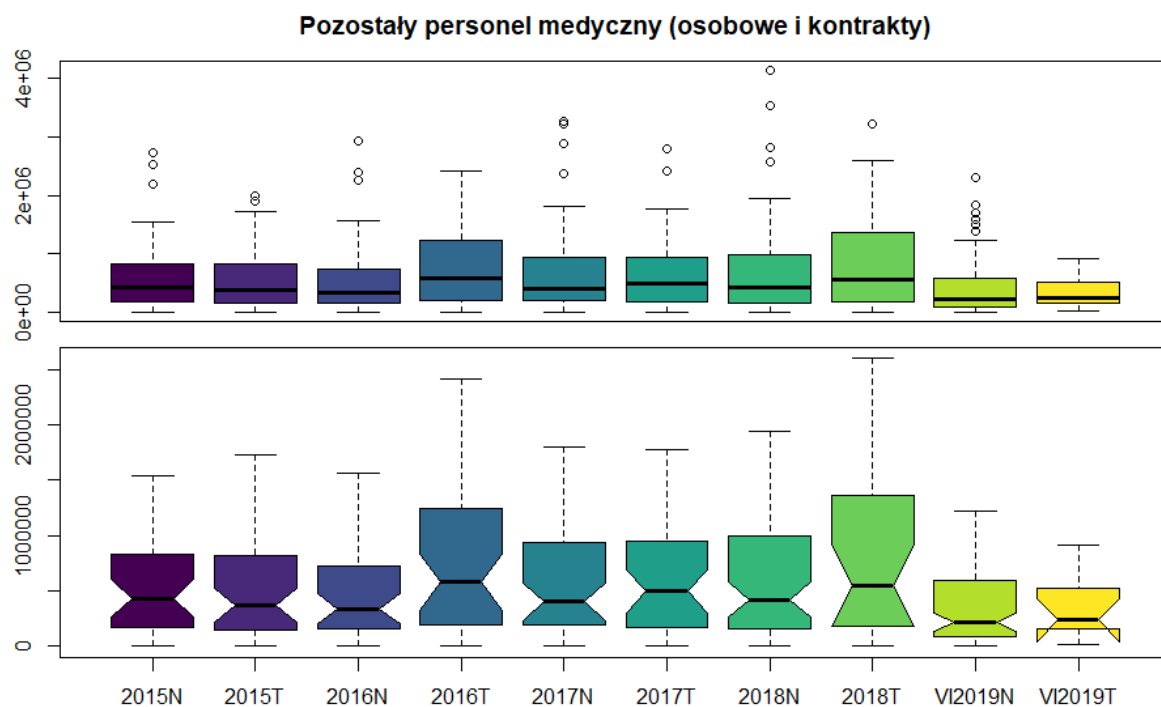 Pozostały personel medyczny (osobowe i kontrakty)
4e+06
2e+06
0e+00
2000000
1000000
0
2015N 2015T 2016N 2016T 2017N 2017T 2018N 2018T VI2019N VI2019T